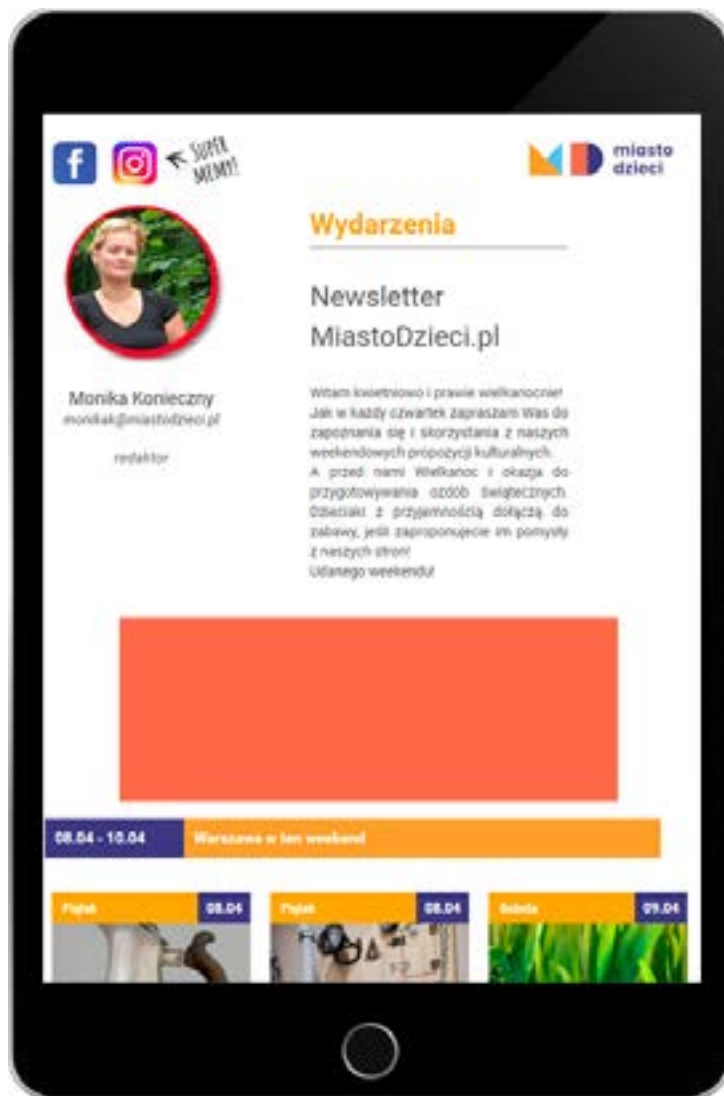 f
SUPER
MEMY!
miasto
dzieci
Wydarzenia
Newsletter
MiastoDzieci.pl
Monika Konieczny
monikak@miastodzieci.pl
redaktor
Witam kwietniowo i prawie wielkanocnie!
Jak w każdy czwartek zapraszam Was do
zapoznania się i skorzystania z naszych
weekendowych propozycji kulturalnych.
A przed nami Wielkanoc i okazja do
przygotowywania ozdób świątecznych.
Dzieciaki z przyjemnością dołączą do
zabawy, jeśli zaproponujecie im pomysły
z naszych stron!
Udanego weekendu!
08.04 - 10.04 Warszawa w ten weekend
Piątek 08.04
Piątek 08.04
Sobota 09.04